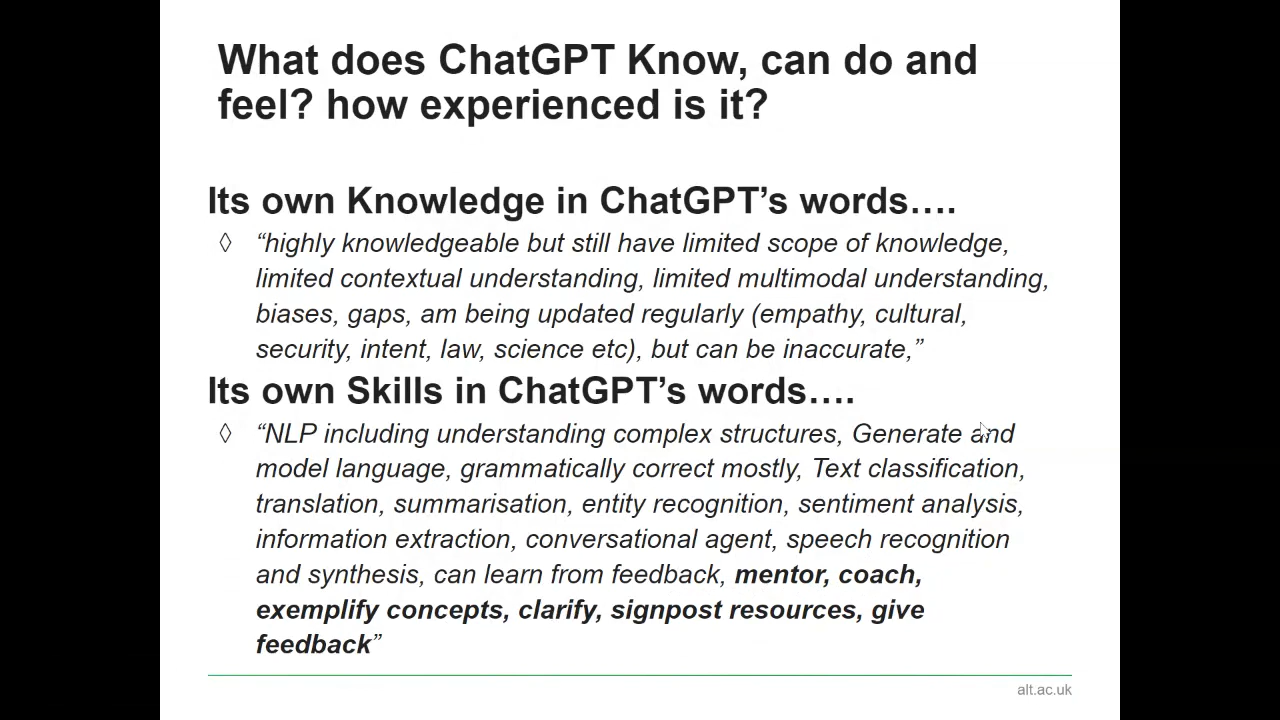 What does ChatGPT Know, can do and
feel? how experienced is it?
Its own Knowledge in ChatGPT’s words….
◊ “highly knowledgeable but still have limited scope of knowledge,
limited contextual understanding, limited multimodal understanding,
biases, gaps, am being updated regularly (empathy, cultural,
security, intent, law, science etc), but can be inaccurate,”
Its own Skills in ChatGPT’s words….
◊ “NLP including understanding complex structures, Generate and
model language, grammatically correct mostly, Text classification,
translation, summarisation, entity recognition, sentiment analysis,
information extraction, conversational agent, speech recognition
and synthesis, can learn from feedback, mentor, coach,
exemplify concepts, clarify, signpost resources, give
feedback”
alt.ac.uk